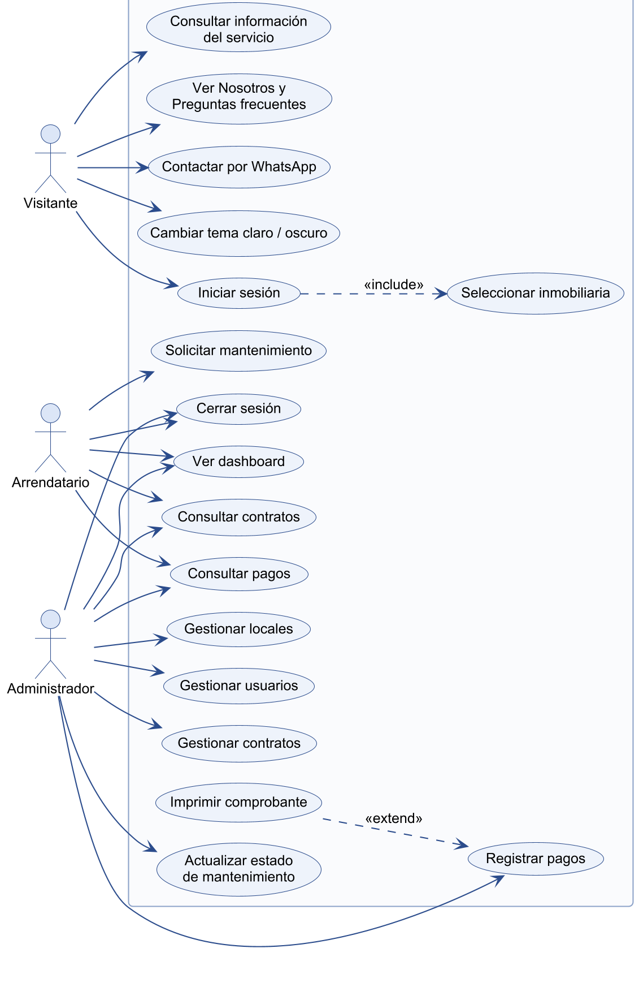 Consultar información
del servicio
Ver Nosotros y
Preguntas frecuentes
Contactar por WhatsApp
Visitante
Cambiar tema claro / oscuro
Iniciar sesión
«include»
Seleccionar inmobiliaria
Solicitar mantenimiento
Cerrar sesión
Ver dashboard
Arrendatario
Consultar contratos
Consultar pagos
Gestionar locales
Gestionar usuarios
Administrador
Gestionar contratos
Imprimir comprobante
«extend»
Registrar pagos
Actualizar estado
de mantenimiento